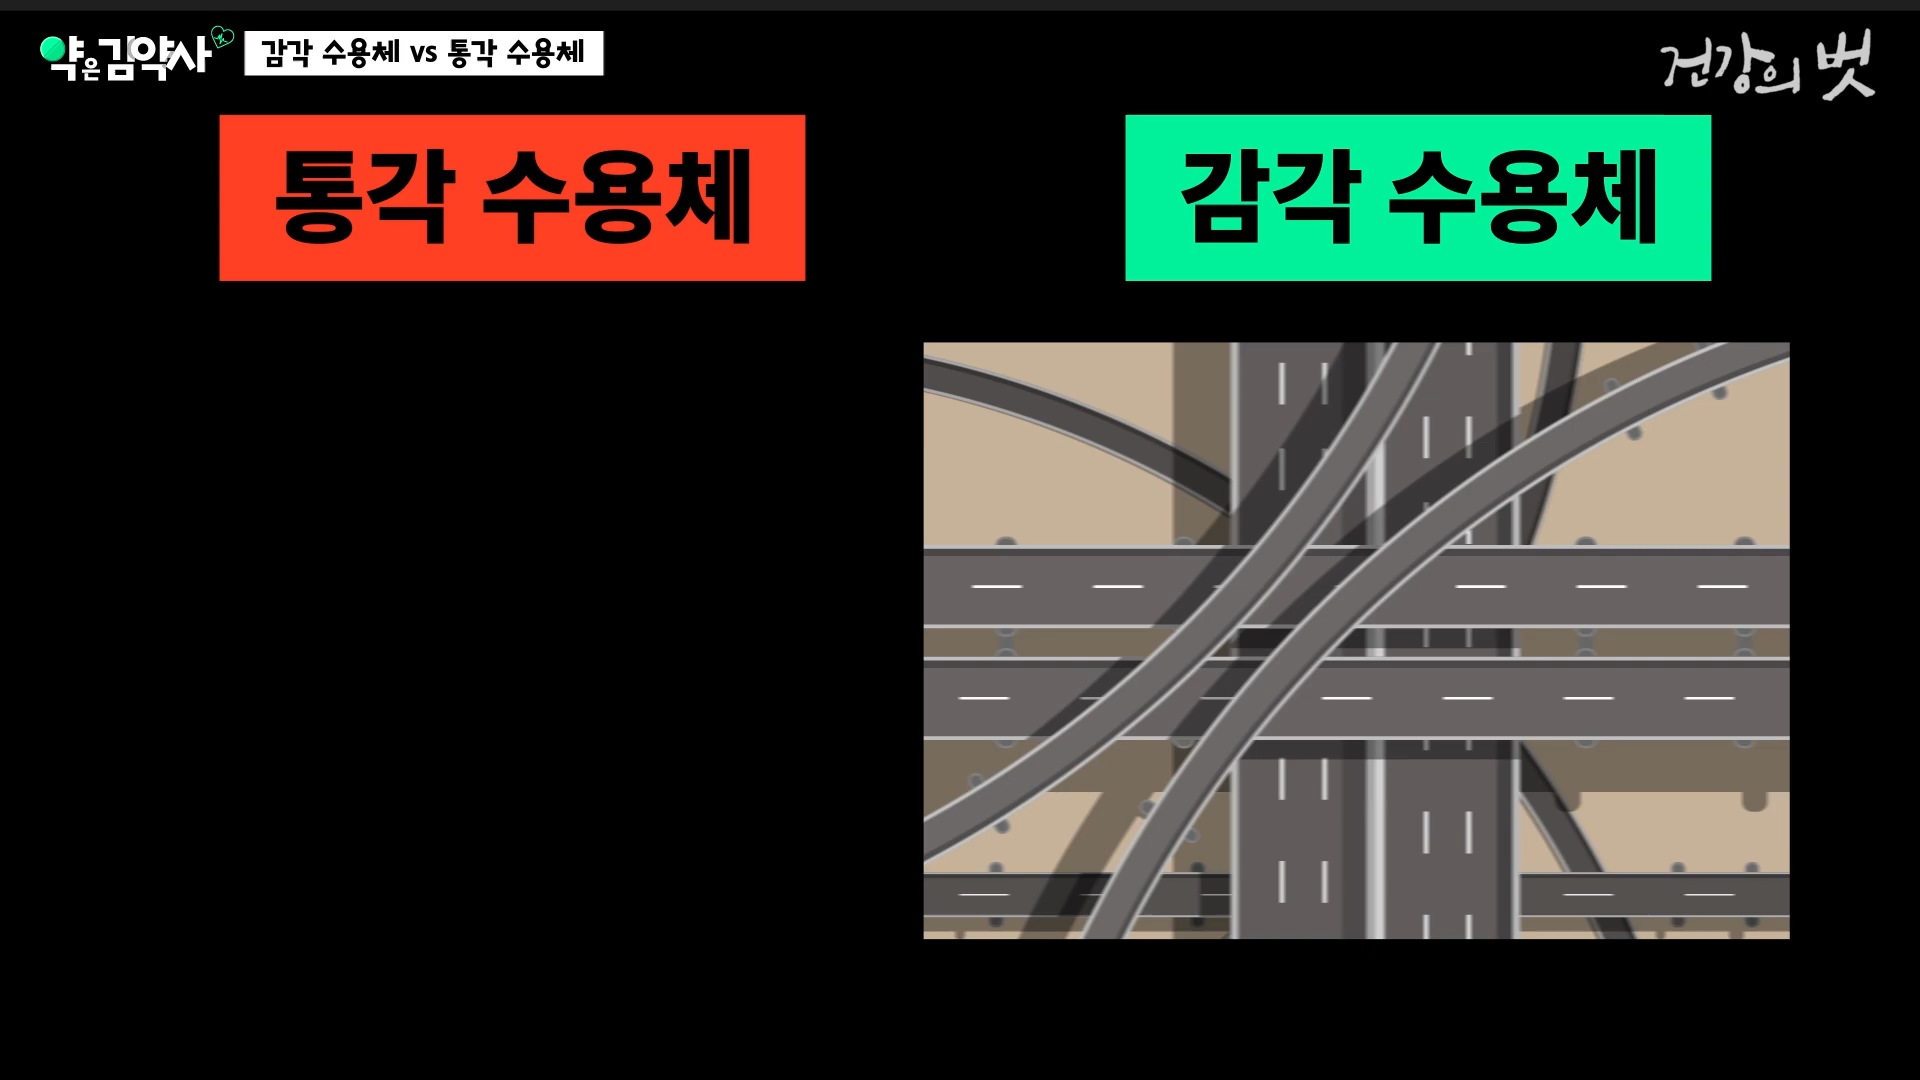 약은김약사
감각 수용체 vs 통각 수용체
건강의 벗
통각 수용체
감각 수용체